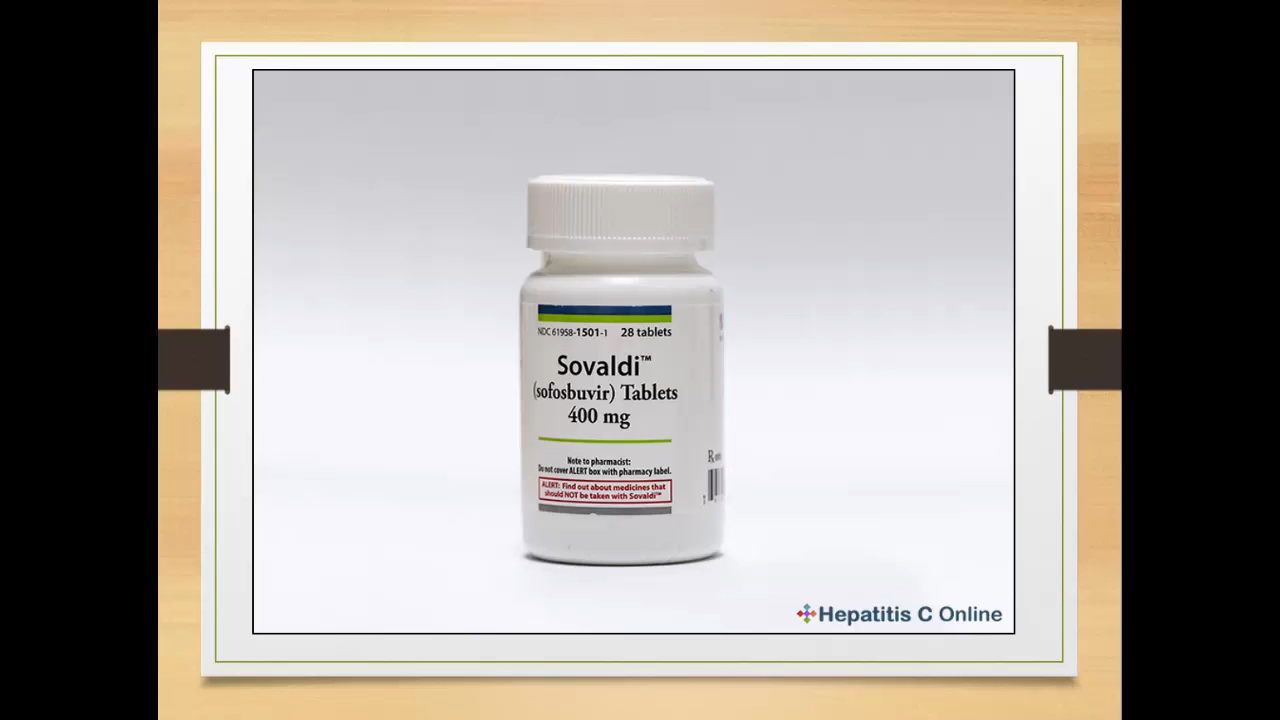 NDC 61958-1501-1 28 tablets
Sovaldi™
(sofosbuvir) Tablets
400 mg
Note to pharmacist:
Do not cover ALERT box with pharmacy label.
ALERT: Find out about medicines that
should NOT be taken with Sovaldi™
Hepatitis C Online